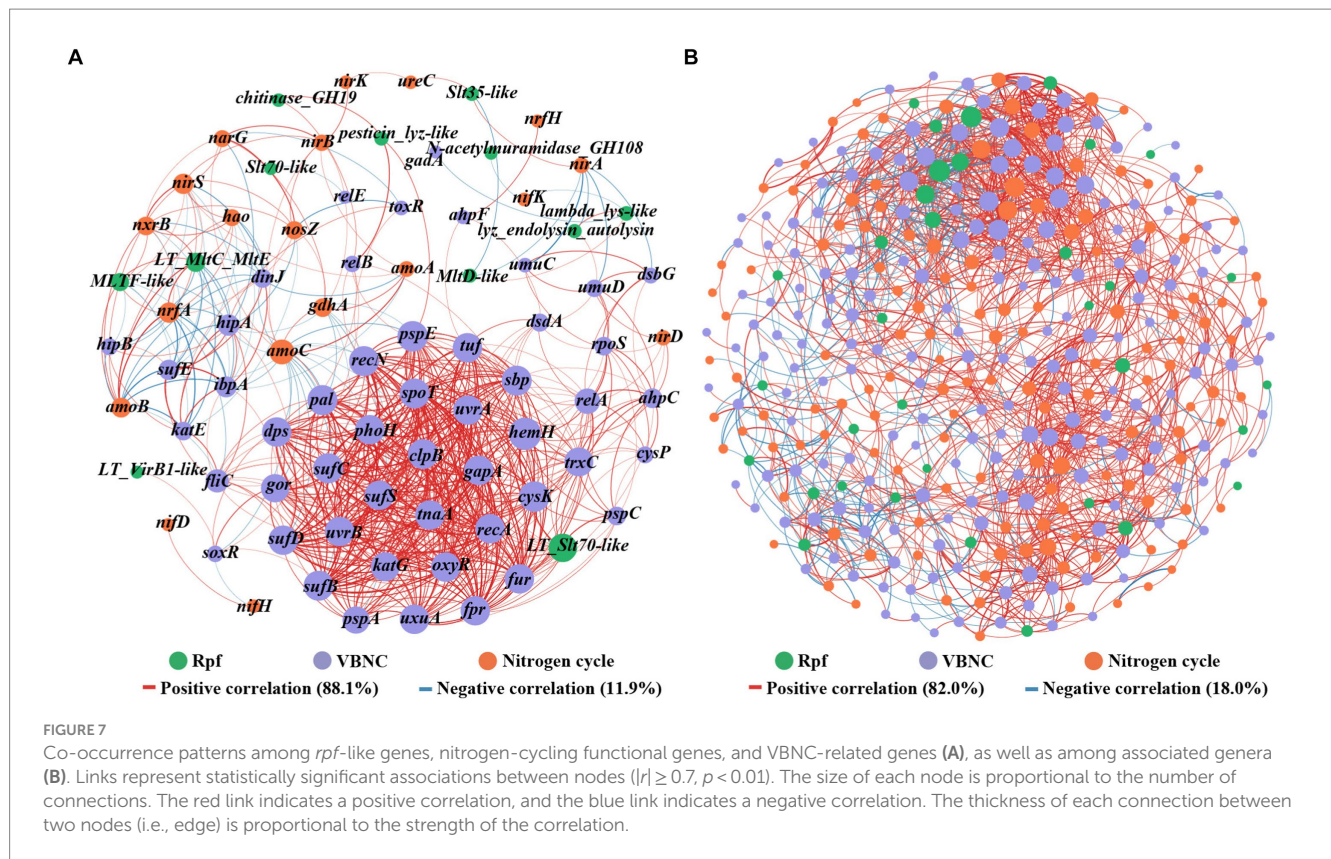 A
B
nirK
ureC
Slt35-like
chitinase_GH19
nrfH
narG
nirB
pesticin_lyz-like
N-acetylmuramidase_GH108
gadA
nirA
Slt70-like
nirS
relE
nifK
nxrB
hao
toxR
ahpF
lambda_lys-like
nosZ
lyz_endolysin_autolysin
LT_MltC_MltE
relB
amoA
umuC
dsbG
MLTF-like
dinJ
MltD-like
umuD
nrfA
gdhA
hipA
dsdA
hipB
pspE
tuf
rpoS
nirD
amoC
recN
sufE
ibpA
spoT
sbp
amoB
pal
uvrA
relA
ahpC
katE
dps
phoH
hemH
clpB
cysP
LT_VirB1-like
fliC
sufC
gapA
trxC
gor
sufS
cysK
pspC
nifD
tnaA
sufD
uvrB
recA
LT_Slt70-like
soxR
katG
oxyR
fur
sufB
nifH
pspA
uxuA
fpr
Rpf VBNC Nitrogen cycle
Positive correlation (88.1%) Negative correlation (11.9%)
Rpf VBNC Nitrogen cycle
Positive correlation (82.0%) Negative correlation (18.0%)
FIGURE 7
Co-occurrence patterns among rpf-like genes, nitrogen-cycling functional genes, and VBNC-related genes (A), as well as among associated genera
(B). Links represent statistically significant associations between nodes (|r| ≥ 0.7, p < 0.01). The size of each node is proportional to the number of
connections. The red link indicates a positive correlation, and the blue link indicates a negative correlation. The thickness of each connection between
two nodes (i.e., edge) is proportional to the strength of the correlation.